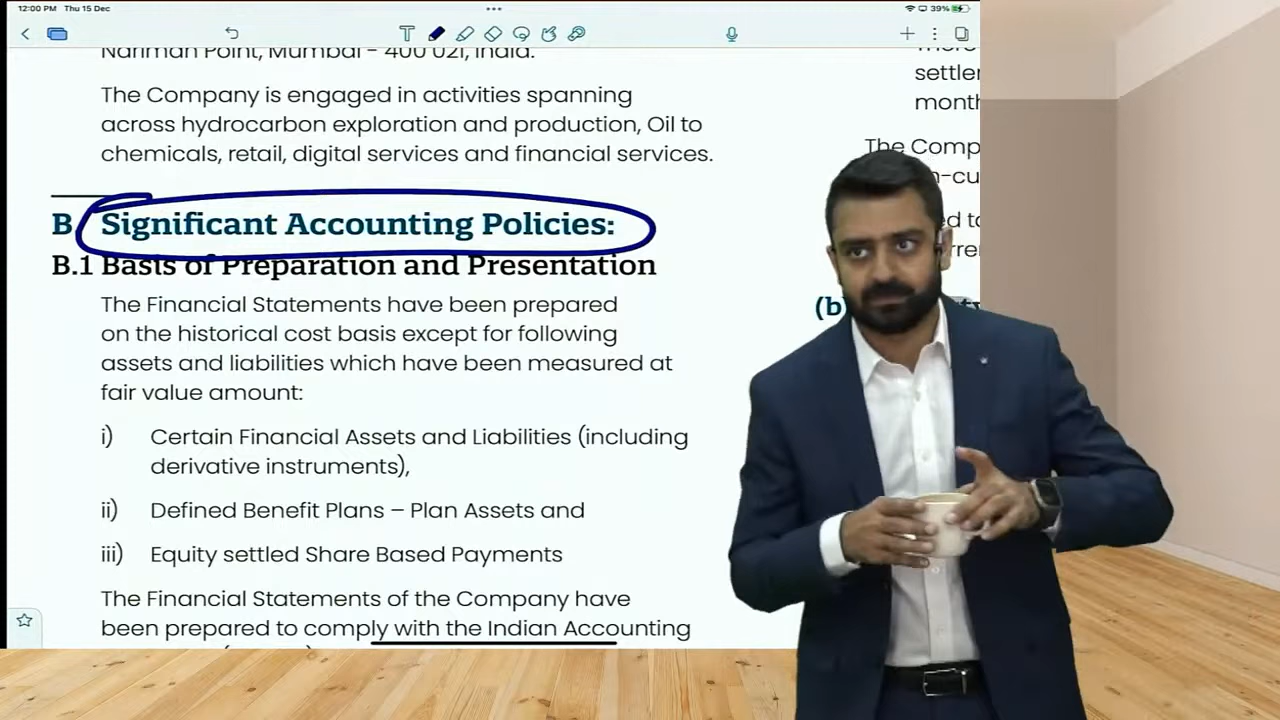 12:00 PM Thu 15 Dec
39%
Nariman Point, Mumbai - 400 021, India.
The Company is engaged in activities spanning
across hydrocarbon exploration and production, Oil to
chemicals, retail, digital services and financial services.
B Significant Accounting Policies:
B.1 Basis of Preparation and Presentation
The Financial Statements have been prepared
on the historical cost basis except for following
assets and liabilities which have been measured at
fair value amount:
i) Certain Financial Assets and Liabilities (including
derivative instruments),
ii) Defined Benefit Plans – Plan Assets and
iii) Equity settled Share Based Payments
The Financial Statements of the Company have
been prepared to comply with the Indian Accounting
settler
month
The Comp
n-cu
ed to
(b)